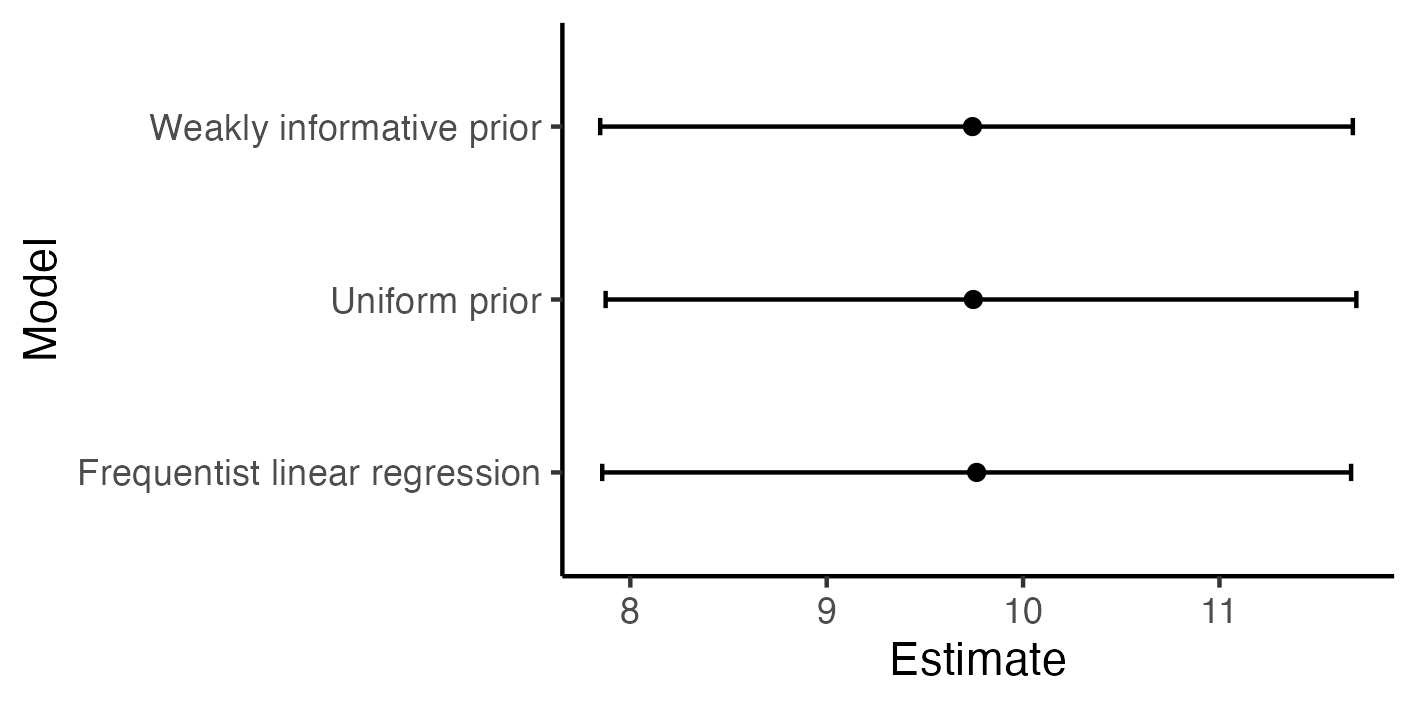 Model
Weakly informative prior
Uniform prior
Frequentist linear regression
8 9 10 11
Estimate